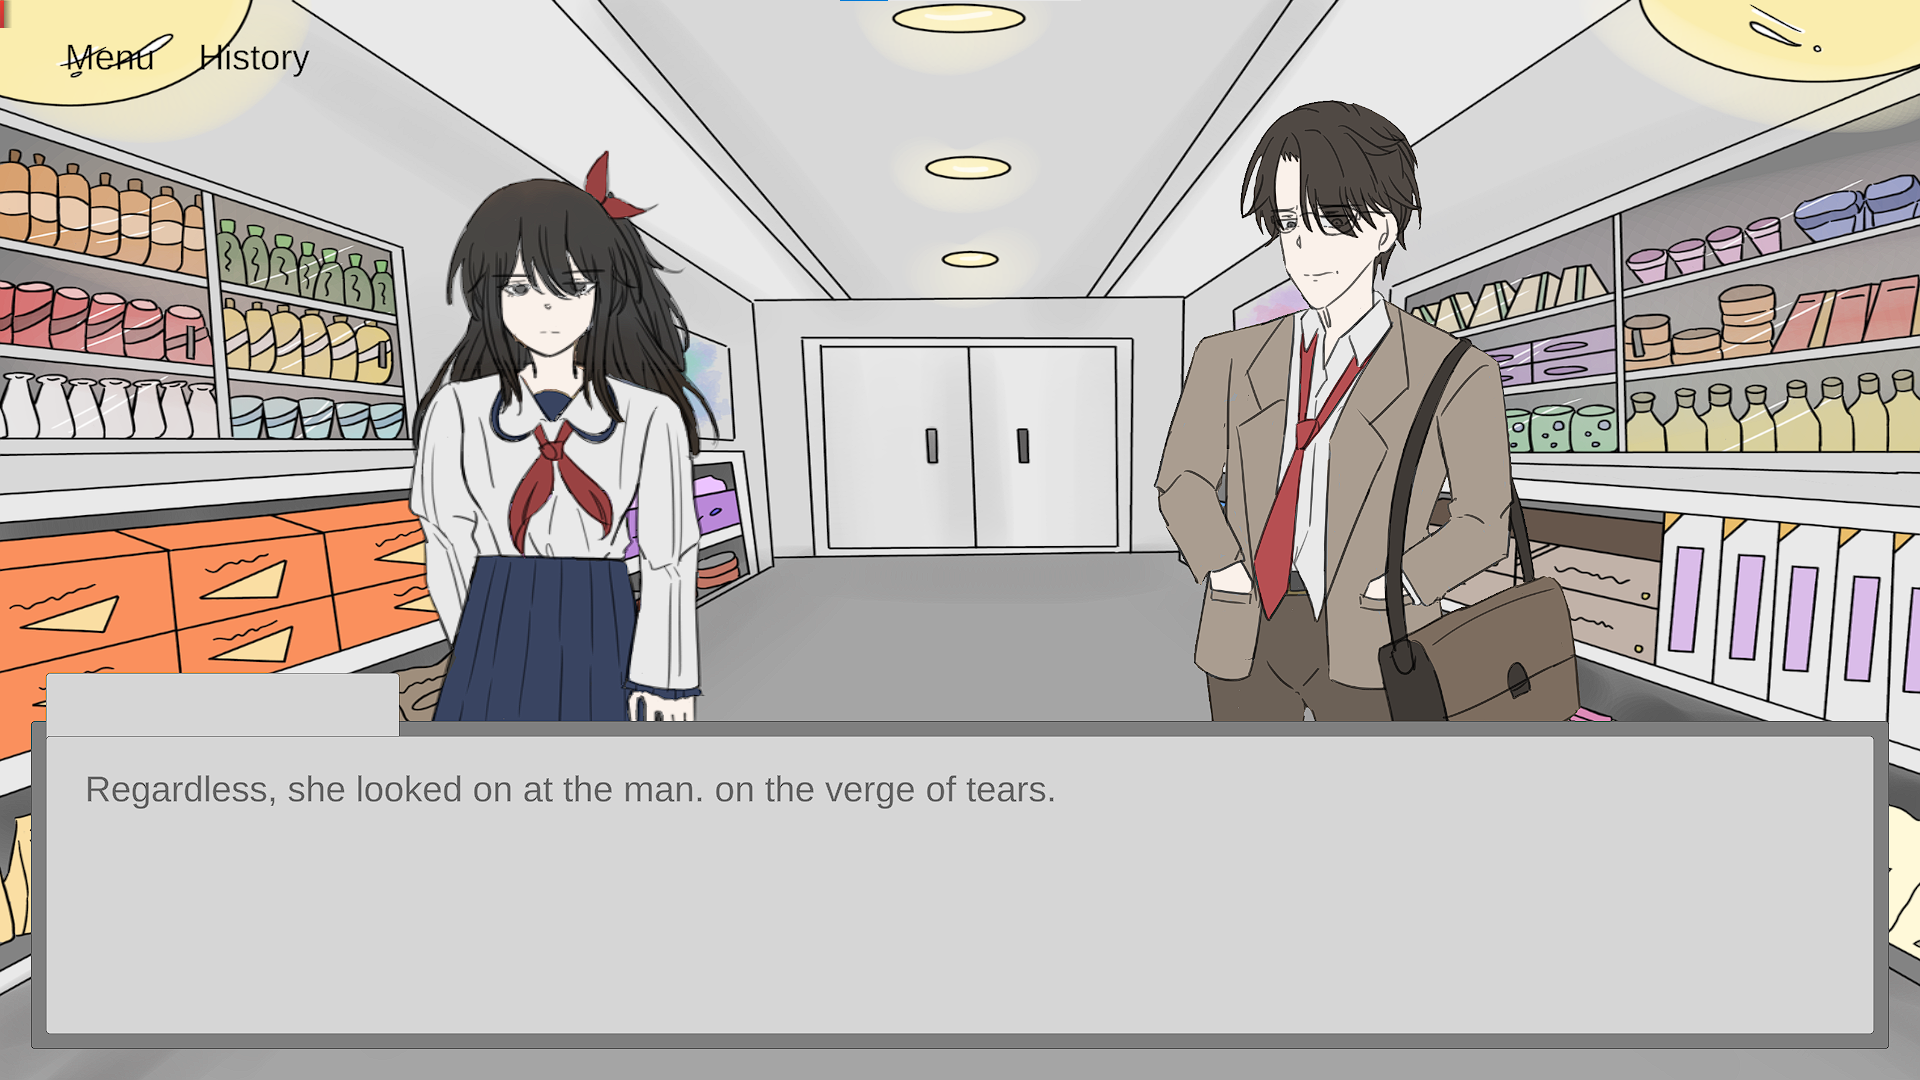 Menu History
Regardless, she looked on at the man. on the verge of tears.